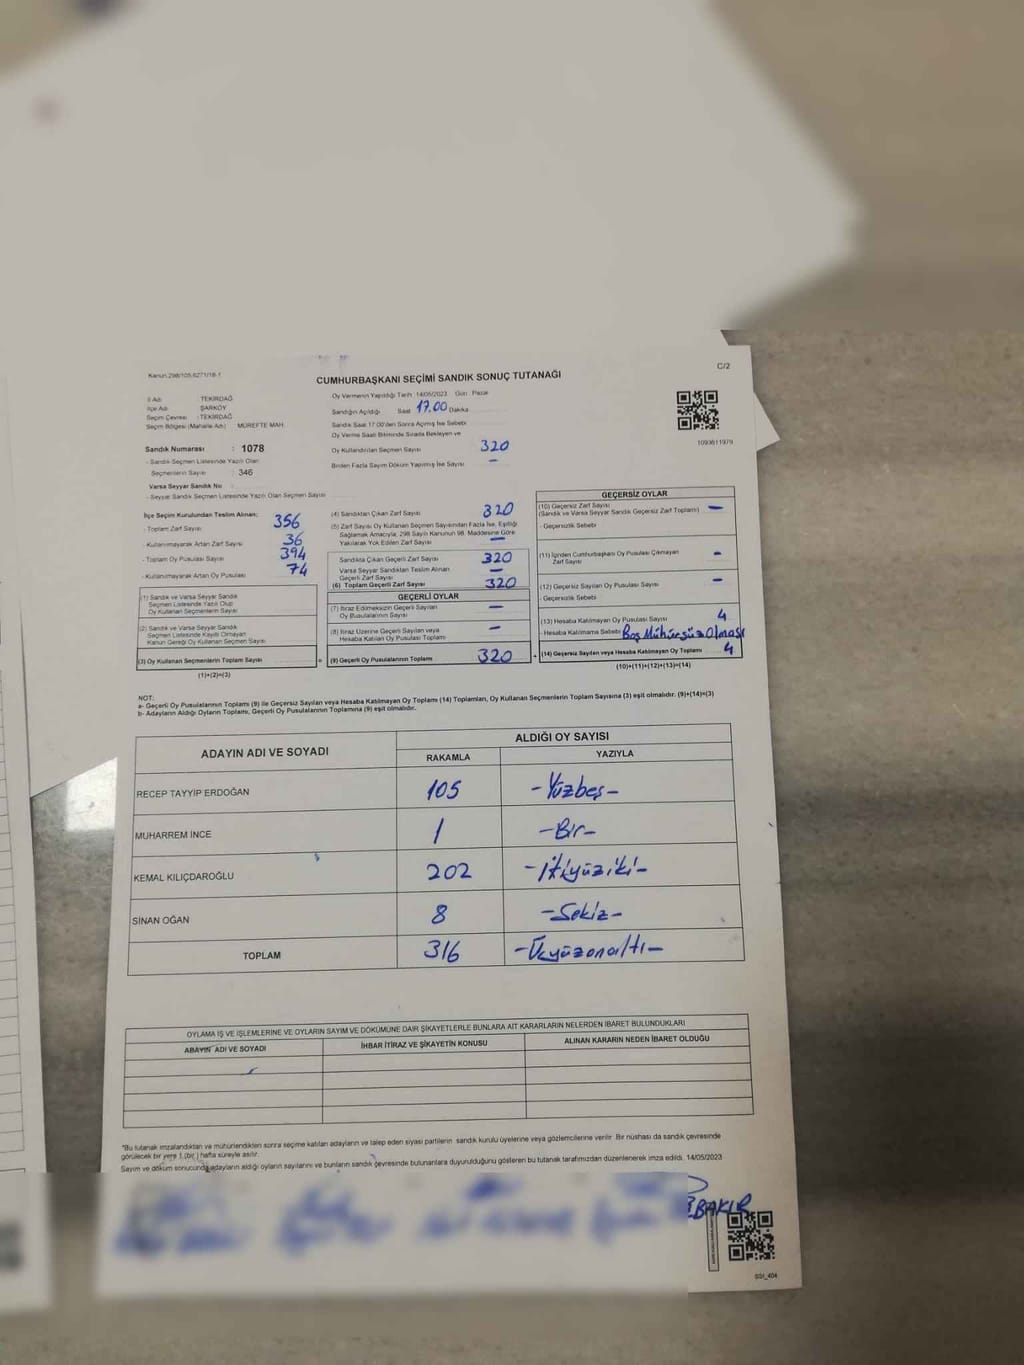 Kanun 298/105,6271/18-1
C/2
CUMHURBAŞKANI SEÇİMİ SANDIK SONUÇ TUTANAĞI
İl Adı : TEKİRDAĞ
İlçe Adı : ŞARKÖY
Seçim Çevresi : TEKİRDAĞ
Seçim Bölgesi (Mahalle Adı) : MÜREFTE MAH.
Sandık Numarası : 1078
- Sandık Seçmen Listesinde Yazılı Olan
Seçmenlerin Sayısı : 346
Varsa Seyyar Sandık No :
- Seyyar Sandık Seçmen Listesinde Yazılı Olan Seçmen Sayısı
Oy Vermenin Yapıldığı Tarih 14/05/2023 Gün : Pazar
Sandığın Açıldığı Saat 17.00 Dakika
Sandık Saat 17.00'den Sonra Açılmış İse Sebebi
Oy Verme Saati Bitiminde Sırada Bekleyen ve
Oy Kullandırılan Seçmen Sayısı 320
Birden Fazla Sayım Döküm Yapılmış İse Sayısı –
1093611979
İlçe Seçim Kurulundan Teslim Alınan;
- Toplam Zarf Sayısı 356
- Kullanılmayarak Artan Zarf Sayısı 36
- Toplam Oy Pusulası Sayısı 394
- Kullanılmayarak Artan Oy Pusulası 74
(1) Sandık ve Varsa Seyyar Sandık
Seçmen Listesinde Yazılı Olup
Oy Kullanan Seçmenlerin Sayısı
(2) Sandık ve Varsa Seyyar Sandık
Seçmen Listesinde Kayıtlı Olmayan
Kanun Gereği Oy Kullanan Seçmen Sayısı
(3) Oy Kullanan Seçmenlerin Toplam Sayısı =
(1)+(2)=(3)
(4) Sandıktan Çıkan Zarf Sayısı 320
(5) Zarf Sayısı Oy Kullanan Seçmen Sayısından Fazla İse, Eşitliği
Sağlamak Amacıyla, 298 Sayılı Kanunun 98. Maddesine Göre
Yakılarak Yok Edilen Zarf Sayısı –
Sandıkta Çıkan Geçerli Zarf Sayısı 320
Varsa Seyyar Sandıktan Teslim Alınan
Geçerli Zarf Sayısı –
(6) Toplam Geçerli Zarf Sayısı 320
GEÇERLİ OYLAR
(7) İtiraz Edilmeksizin Geçerli Sayılan
Oy Pusulalarının Sayısı –
(8) İtiraz Üzerine Geçerli Sayılan veya
Hesaba Katılan Oy Pusulası Toplamı –
(9) Geçerli Oy Pusulalarının Toplamı 320 +
GEÇERSİZ OYLAR
(10) Geçersiz Zarf Sayısı
(Sandık ve Varsa Seyyar Sandık Geçersiz Zarf Toplamı) –
- Geçersizlik Sebebi
(11) İçinden Cumhurbaşkanı Oy Pusulası Çıkmayan
Zarf Sayısı –
(12) Geçersiz Sayılan Oy Pusulası Sayısı –
- Geçersizlik Sebebi
(13) Hesaba Katılmayan Oy Pusulası Sayısı 4
- Hesaba Katılmama Sebebi Boş Mühürsüz Olması
(14) Geçersiz Sayılan veya Hesaba Katılmayan Oy Toplamı 4
(10)+(11)+(12)+(13)=(14)
NOT:
a- Geçerli Oy Pusulalarının Toplamı (9) ile Geçersiz Sayılan veya Hesaba Katılmayan Oy Toplamı (14) Toplamları, Oy Kullanan Seçmenlerin Toplam Sayısına (3) eşit olmalıdır. (9)+(14)=(3)
b- Adayların Aldığı Oyların Toplamı, Geçerli Oy Pusulalarının Toplamına (9) eşit olmalıdır.
ADAYIN ADI VE SOYADI ALDIĞI OY SAYISI
RAKAMLA YAZIYLA
RECEP TAYYİP ERDOĞAN 105 -Yüzbeş-
MUHARREM İNCE 1 -Bir-
KEMAL KILIÇDAROĞLU 202 -İkiyüziki-
SİNAN OĞAN 8 -Sekiz-
TOPLAM 316 -Üçyüzonaltı-
OYLAMA İŞ VE İŞLEMLERİNE VE OYLARIN SAYIM VE DÖKÜMÜNE DAİR ŞİKAYETLERLE BUNLARA AİT KARARLARIN NELERDEN İBARET BULUNDUKLARI
ADAYIN ADI VE SOYADI İHBAR İTİRAZ VE ŞİKAYETİN KONUSU ALINAN KARARIN NEDEN İBARET OLDUĞU
*Bu tutanak imzalandıktan ve mühürlendikten sonra seçime katılan adayların ve talep eden siyasi partilerin sandık kurulu üyelerine veya gözlemcilerine verilir. Bir nüshası da sandık çevresinde
görülecek bir yere 1 (bir) hafta süreyle asılır.
Sayım ve döküm sonucunda adayların aldığı oyların sayılarını ve bunların sandık çevresinde bulunanlara duyurulduğunu gösteren bu tutanak tarafımızdan düzenlenerek imza edildi. 14/05/2023
BAKIR
SSI_404